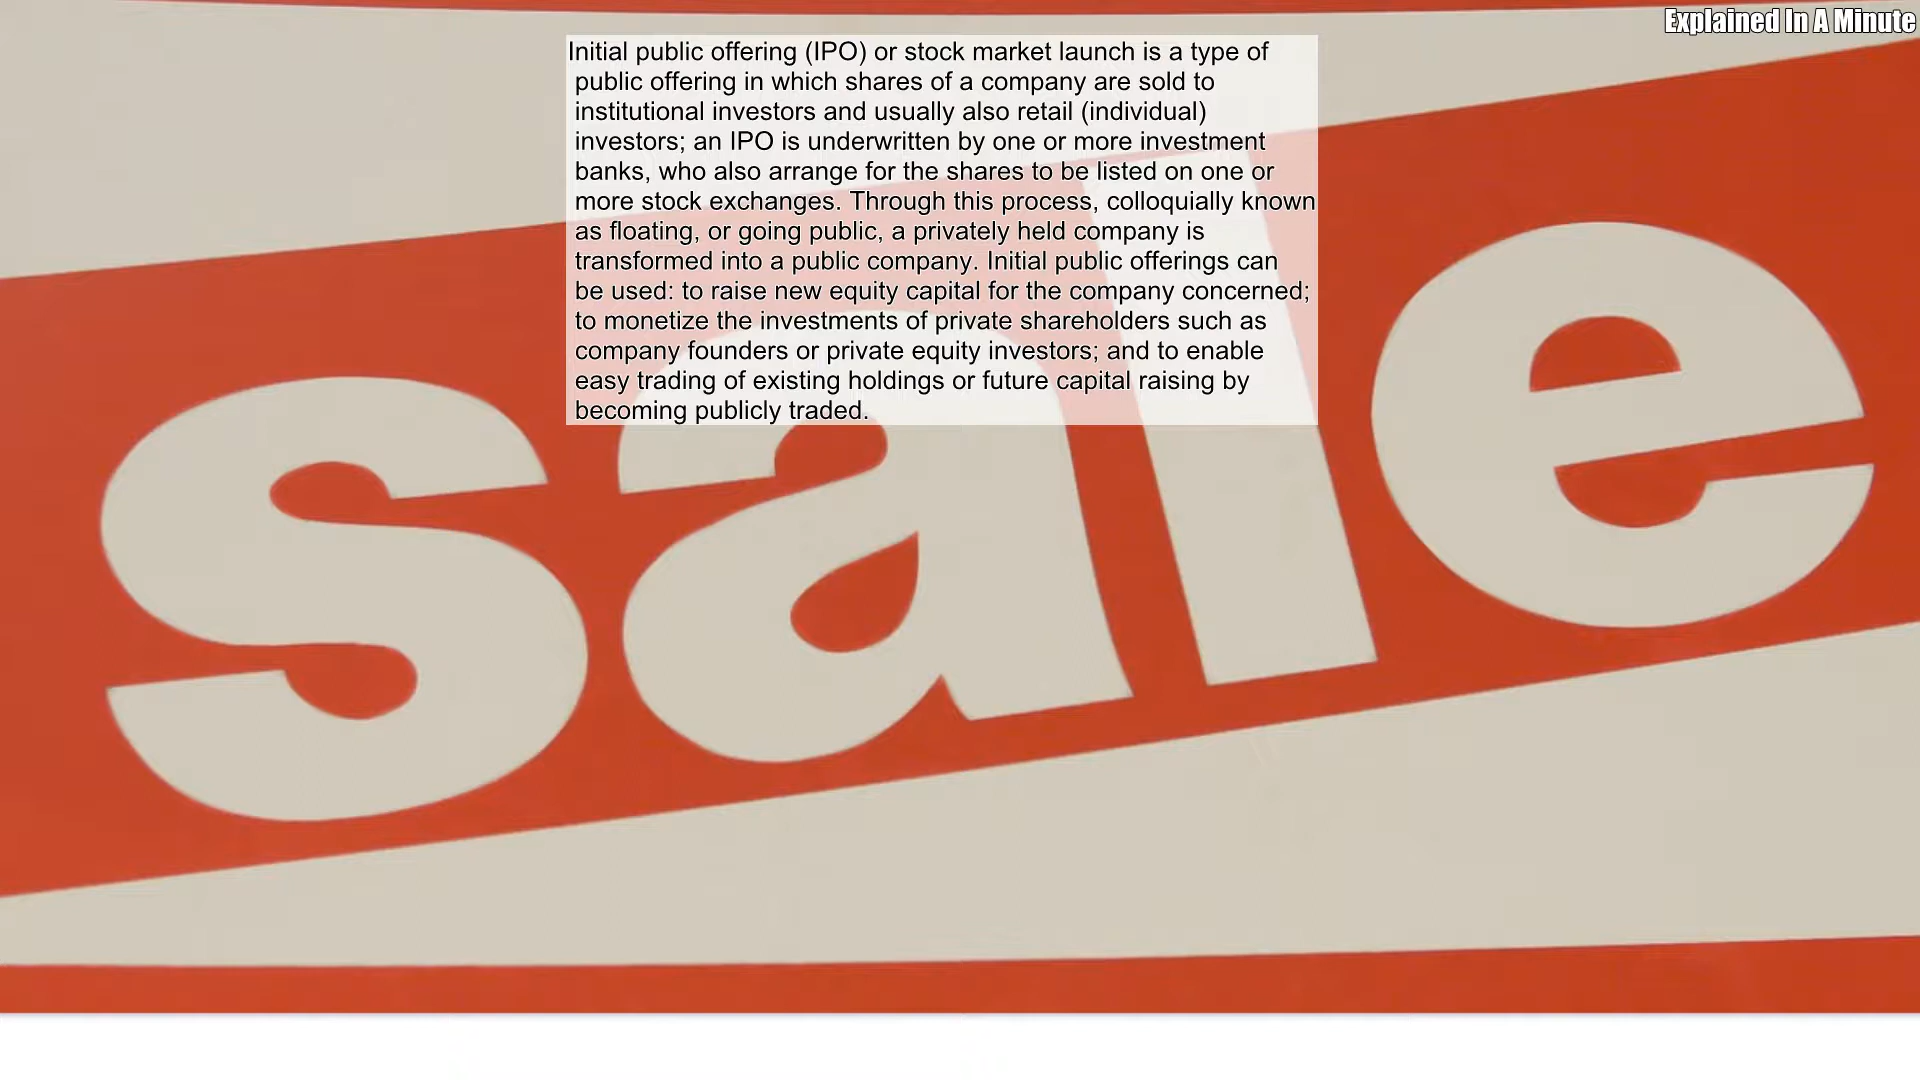 Explained In A Minute
Initial public offering (IPO) or stock market launch is a type of
public offering in which shares of a company are sold to
institutional investors and usually also retail (individual)
investors; an IPO is underwritten by one or more investment
banks, who also arrange for the shares to be listed on one or
more stock exchanges. Through this process, colloquially known
as floating, or going public, a privately held company is
transformed into a public company. Initial public offerings can
be used: to raise new equity capital for the company concerned;
to monetize the investments of private shareholders such as
company founders or private equity investors; and to enable
easy trading of existing holdings or future capital raising by
becoming publicly traded.
sale